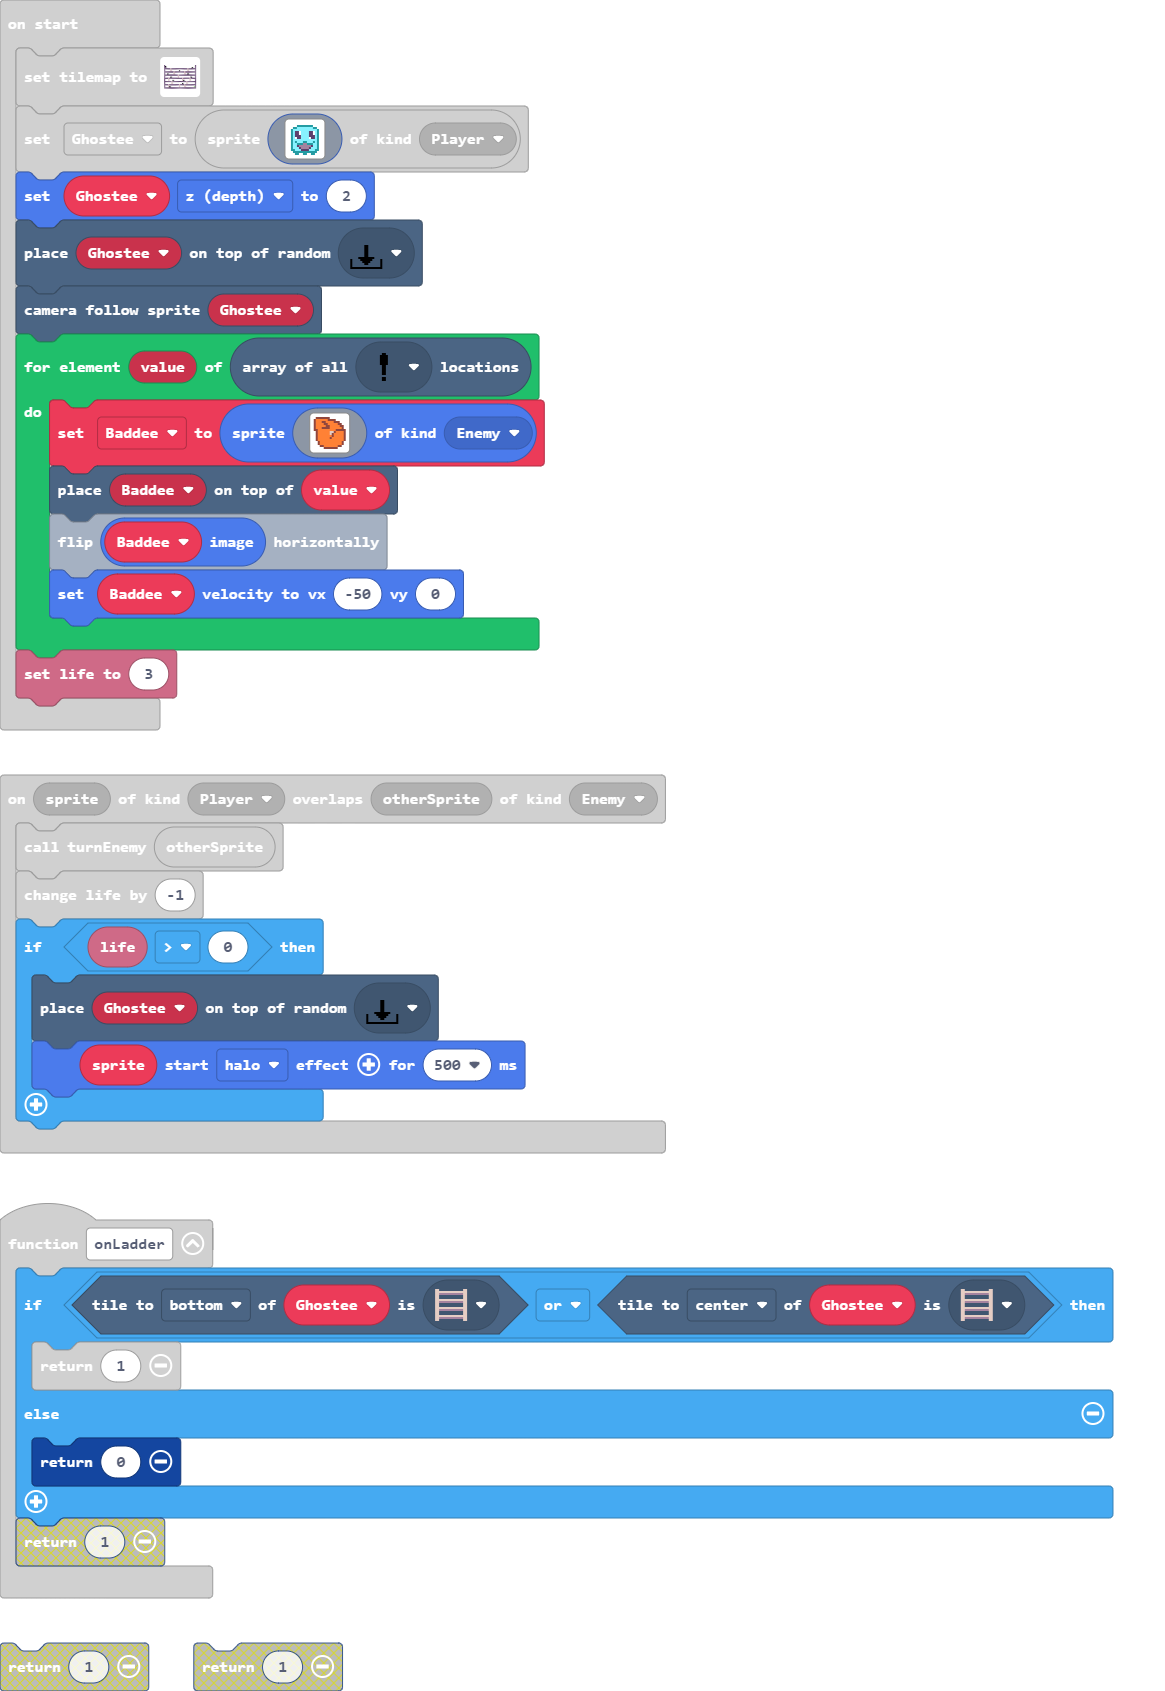 on start
set tilemap to
set Ghostee to sprite of kind Player
set Ghostee z (depth) to 2
place Ghostee on top of random
camera follow sprite Ghostee
for element value of array of all locations
do
set Baddee to sprite of kind Enemy
place Baddee on top of value
flip Baddee image horizontally
set Baddee velocity to vx -50 vy 0
set life to 3
on sprite of kind Player overlaps otherSprite of kind Enemy
call turnEnemy otherSprite
change life by -1
if life > 0 then
place Ghostee on top of random
sprite start halo effect for 500 ms
function onLadder
if tile to bottom of Ghostee is or tile to center of Ghostee is then
return 1
else
return 0
return 1
return 1 return 1